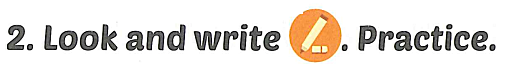 2. Look and write . Practice.